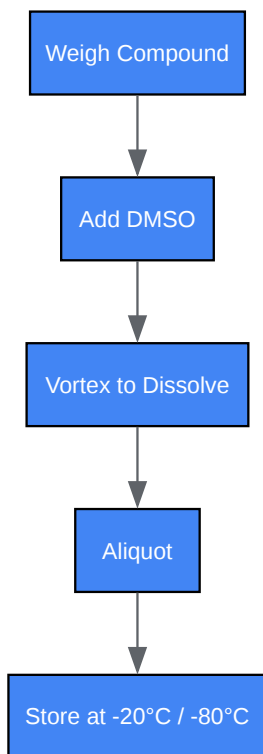 Weigh Compound
Add DMSO
Vortex to Dissolve
Aliquot
Store at -20°C / -80°C